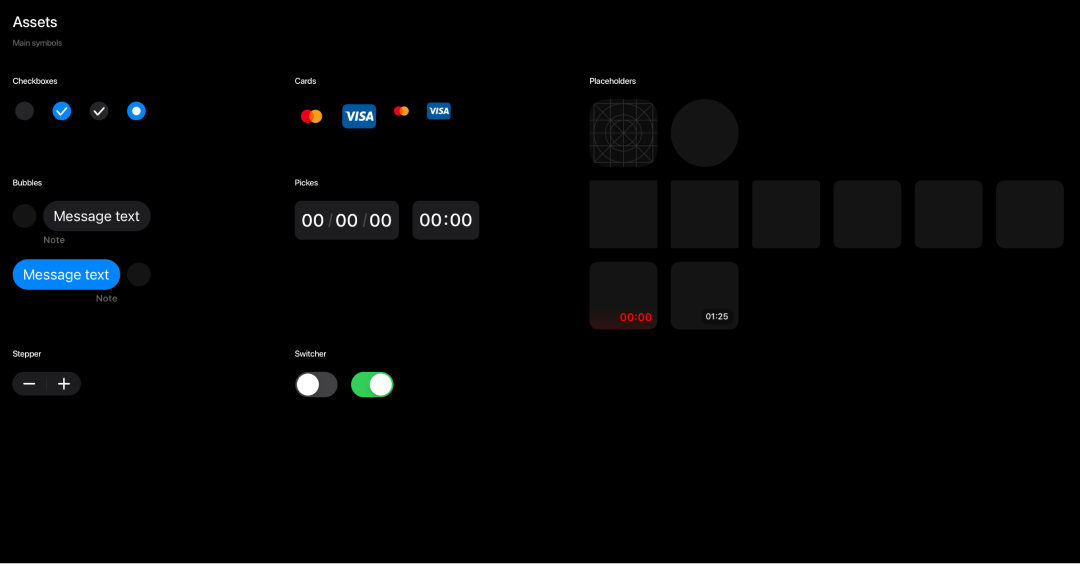 Assets
Main symbols
Checkboxes
Cards
VISA
VISA
Placeholders
Bubbles
Message text
Note
Message text
Note
Pickes
00 / 00 / 00
00:00
00:00
01:25
Stepper
Switcher